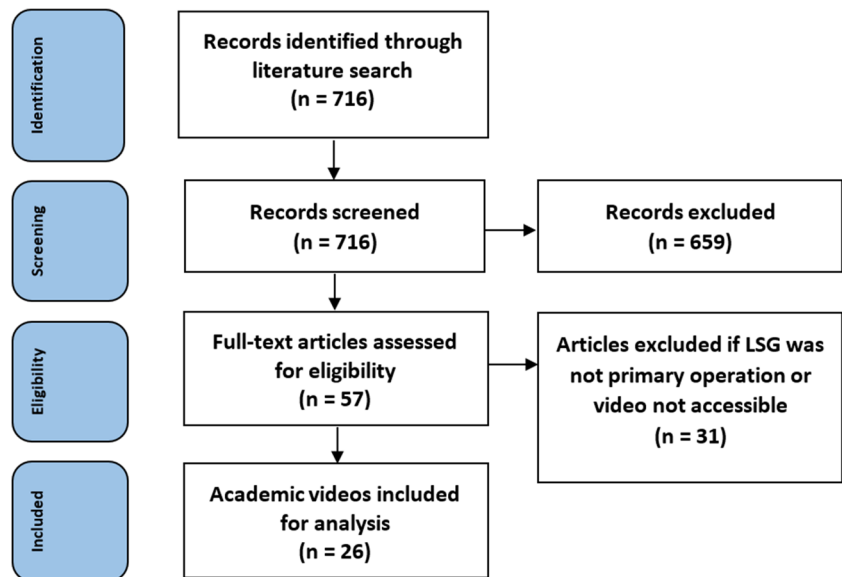 Identification
Records identified through
literature search
(n = 716)
Screening
Records screened
(n = 716)
Records excluded
(n = 659)
Eligibility
Full-text articles assessed
for eligibility
(n = 57)
Articles excluded if LSG was
not primary operation or
video not accessible
(n = 31)
Included
Academic videos included
for analysis
(n = 26)